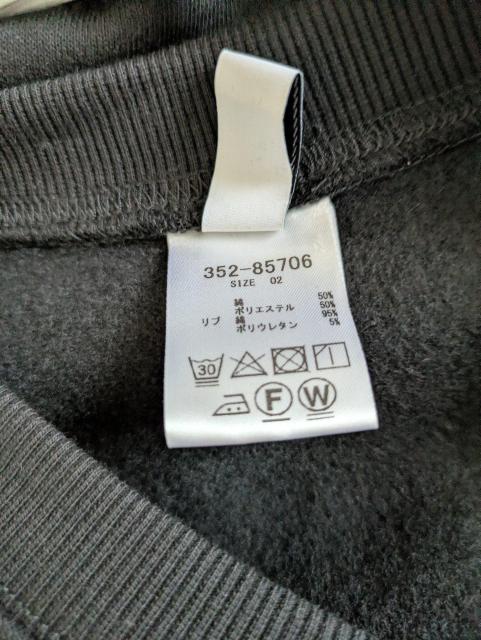 352-85706
SIZE 02
綿 50%
ポリエステル 50%
リブ 綿 95%
ポリウレタン 5%
30
F W